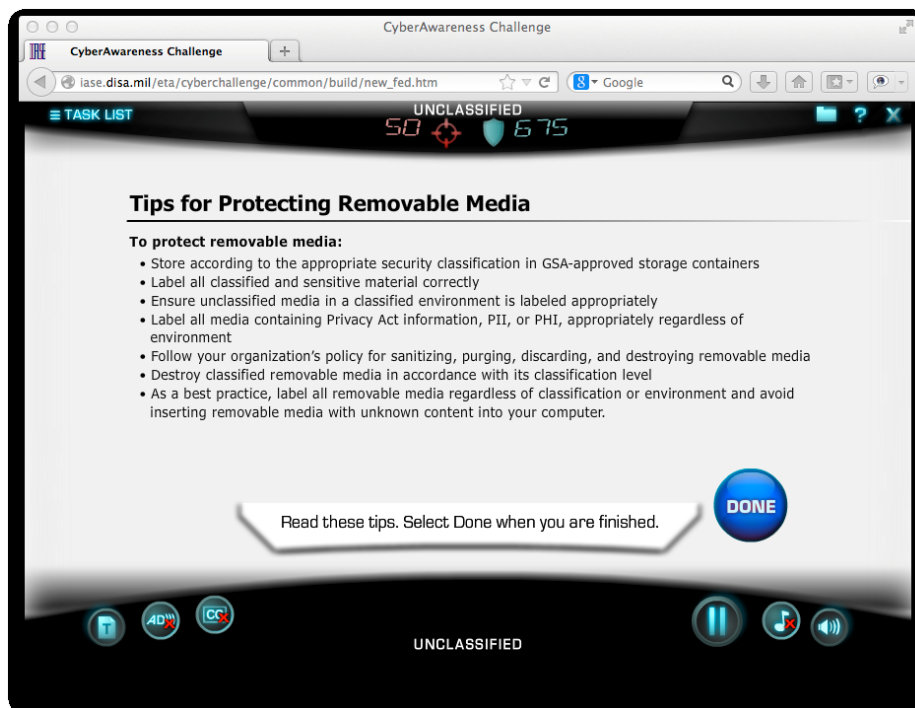 CyberAwareness Challenge
CyberAwareness Challenge
iase.disa.mil/eta/cyberchallenge/common/build/new_fed.htm
8 Google
TASK LIST
UNCLASSIFIED
50 675
? X
Tips for Protecting Removable Media
To protect removable media:
• Store according to the appropriate security classification in GSA-approved storage containers
• Label all classified and sensitive material correctly
• Ensure unclassified media in a classified environment is labeled appropriately
• Label all media containing Privacy Act information, PII, or PHI, appropriately regardless of
environment
• Follow your organization's policy for sanitizing, purging, discarding, and destroying removable media
• Destroy classified removable media in accordance with its classification level
• As a best practice, label all removable media regardless of classification or environment and avoid
inserting removable media with unknown content into your computer.
DONE
Read these tips. Select Done when you are finished.
T
AD
CC
UNCLASSIFIED